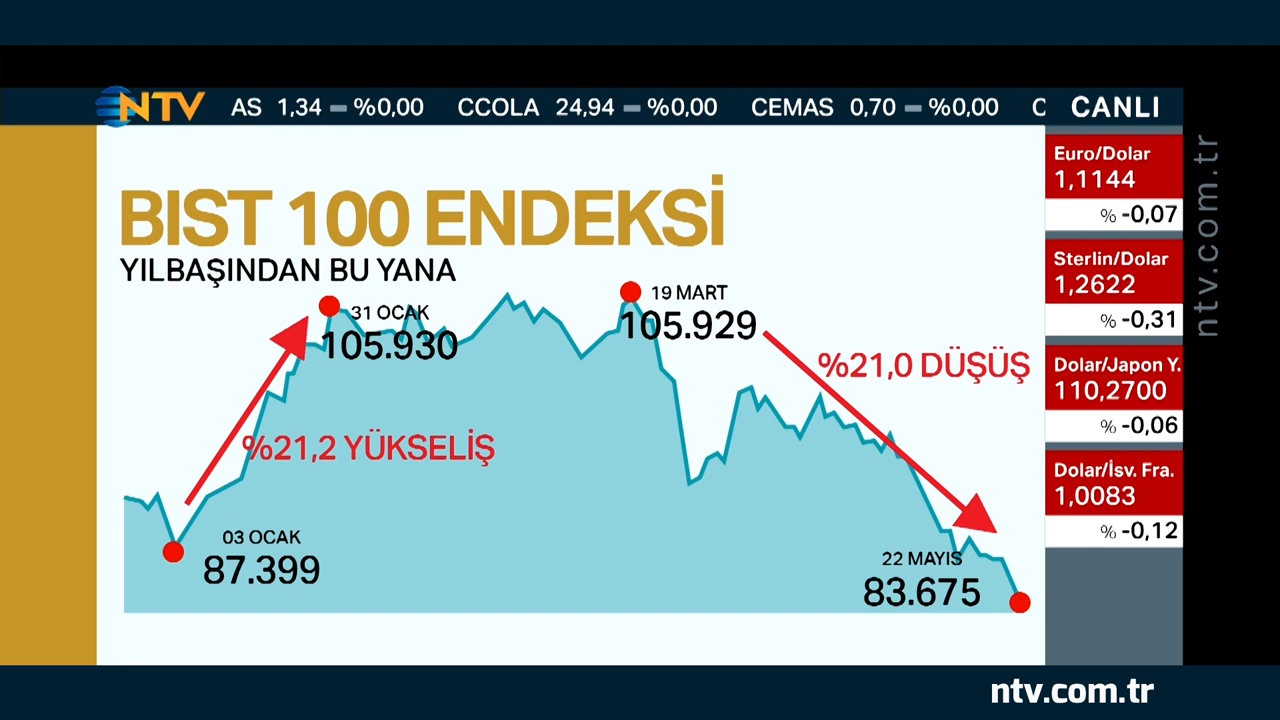 NTV AS 1,34 %0,00 CCOLA 24,94 %0,00 CEMAS 0,70 %0,00 C CANLI
BIST 100 ENDEKSİ
YILBAŞINDAN BU YANA
31 OCAK
105.930
19 MART
105.929
%21,0 DÜŞÜŞ
%21,2 YÜKSELİŞ
03 OCAK
87.399
22 MAYIS
83.675
Euro/Dolar
1,1144
% -0,07
Sterlin/Dolar
1,2622
% -0,31
Dolar/Japon Y.
110,2700
% -0,06
Dolar/İsv. Fra.
1,0083
% -0,12
ntv.com.tr
ntv.com.tr